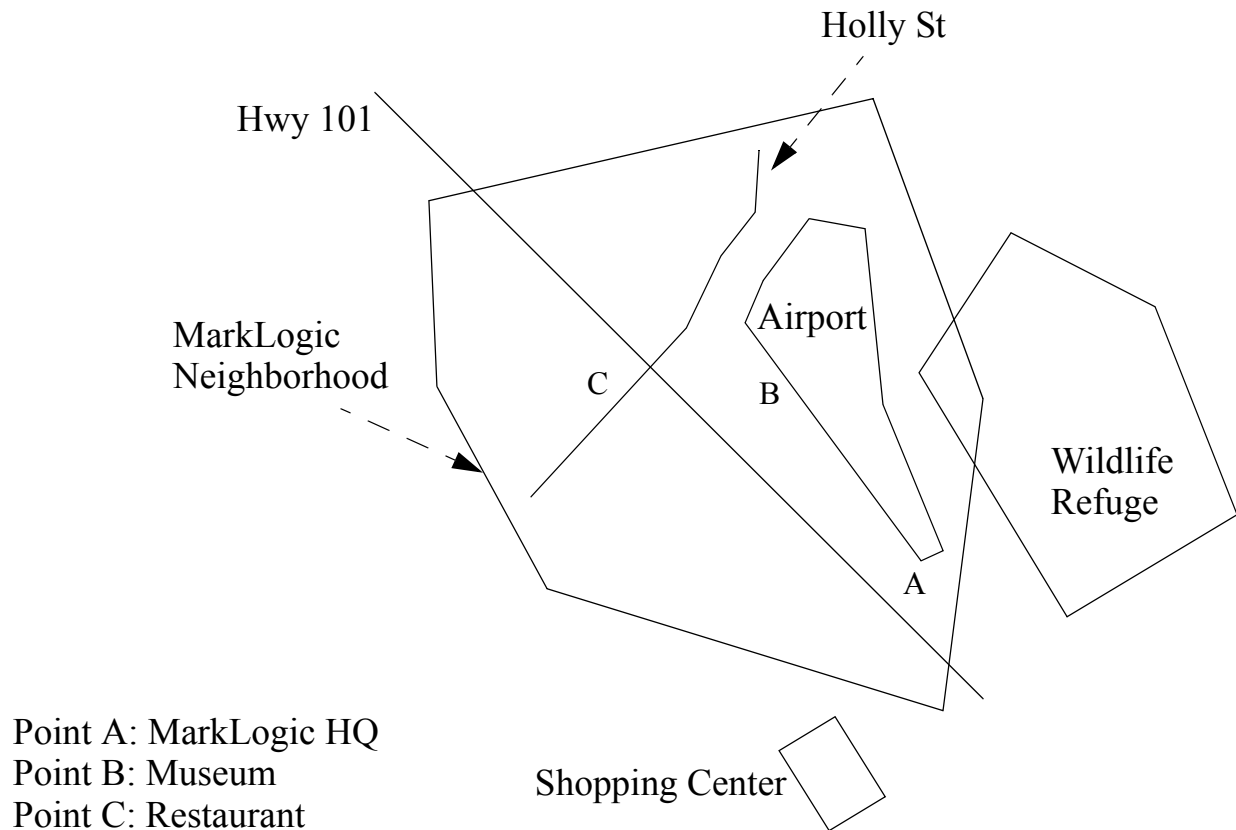 Holly St
Hwy 101
MarkLogic
Neighborhood
Airport
C
B
Wildlife
Refuge
A
Point A: MarkLogic HQ
Point B: Museum
Point C: Restaurant
Shopping Center